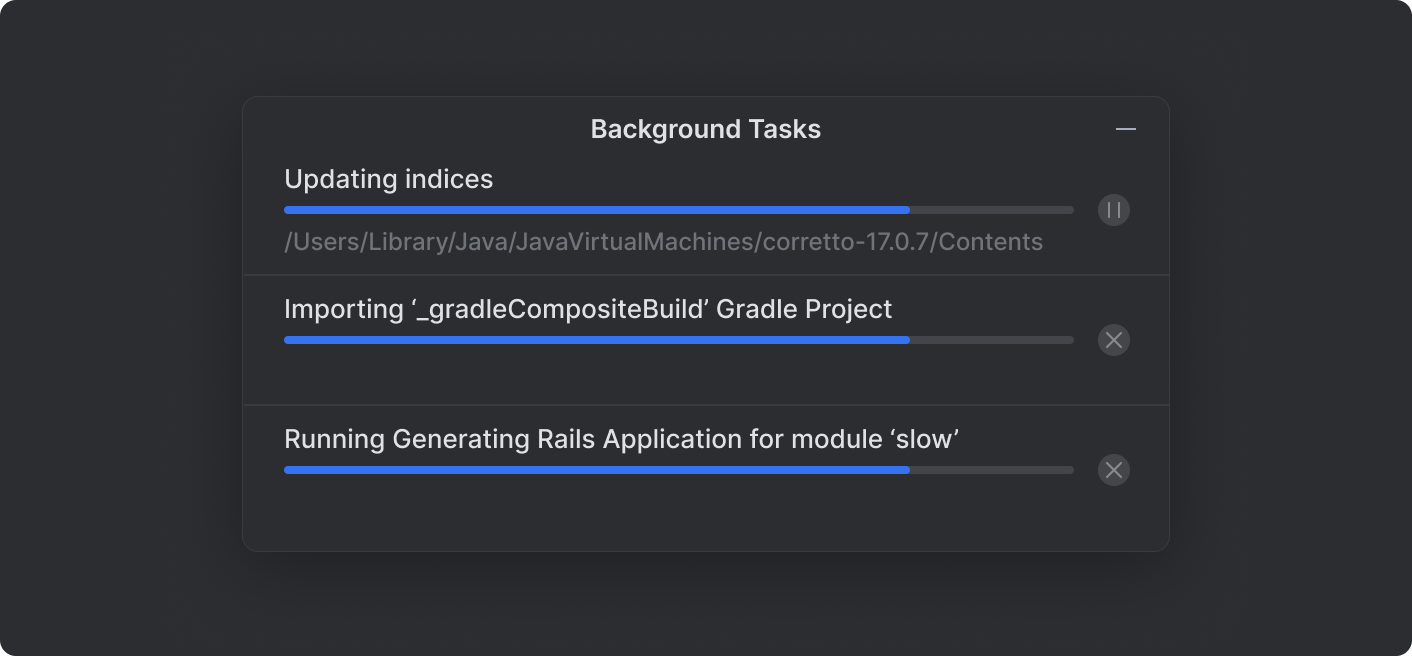 Background Tasks
Updating indices
/Users/Library/Java/JavaVirtualMachines/corretto-17.0.7/Contents
Importing ‘_gradleCompositeBuild’ Gradle Project
Running Generating Rails Application for module ‘slow’